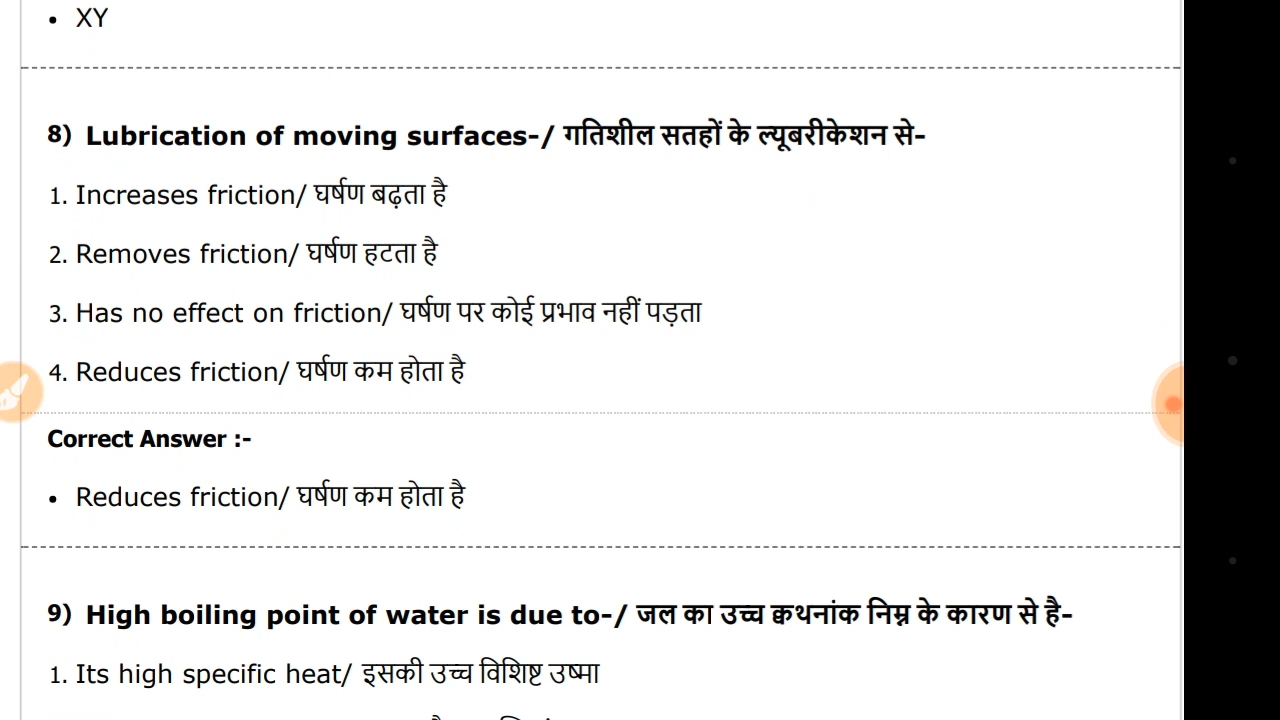 • XY
8) Lubrication of moving surfaces-/ गतिशील सतहों के ल्यूबरीकेशन से-
1. Increases friction/ घर्षण बढ़ता है
2. Removes friction/ घर्षण हटता है
3. Has no effect on friction/ घर्षण पर कोई प्रभाव नहीं पड़ता
4. Reduces friction/ घर्षण कम होता है
Correct Answer :-
• Reduces friction/ घर्षण कम होता है
9) High boiling point of water is due to-/ जल का उच्च क्वथनांक निम्न के कारण से है-
1. Its high specific heat/ इसकी उच्च विशिष्ट उष्मा